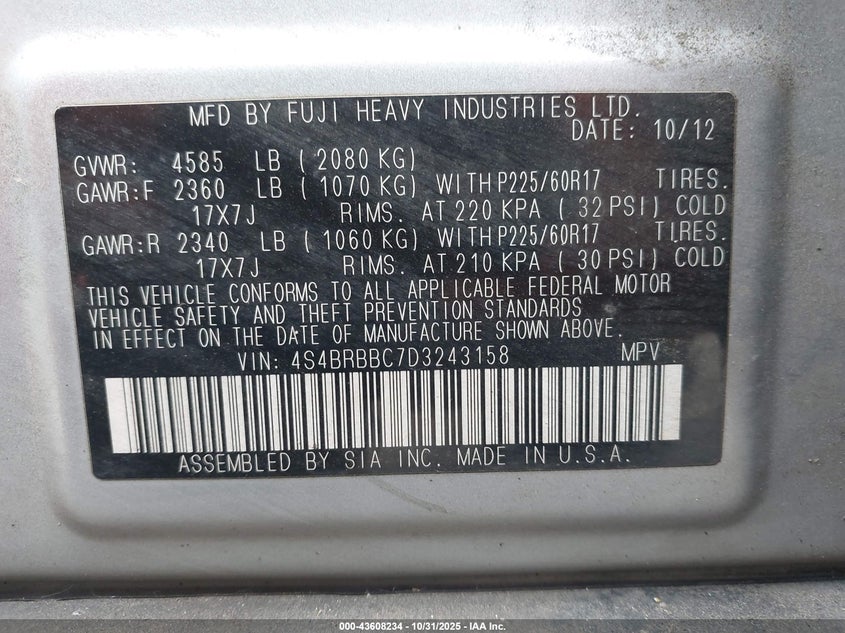 MFD BY FUJI HEAVY INDUSTRIES LTD.
DATE: 10/12
GVWR: 4585 LB ( 2080 KG)
GAWR:F 2360 LB ( 1070 KG) WITH P225/60R17 TIRES.
17X7J RIMS. AT 220 KPA ( 32 PSI) COLD
GAWR:R 2340 LB ( 1060 KG) WITH P225/60R17 TIRES.
17X7J RIMS. AT 210 KPA ( 30 PSI) COLD
THIS VEHICLE CONFORMS TO ALL APPLICABLE FEDERAL MOTOR
VEHICLE SAFETY AND THEFT PREVENTION STANDARDS
IN EFFECT ON THE DATE OF MANUFACTURE SHOWN ABOVE.
VIN: 4S4BRBBC7D3243158 MPV
ASSEMBLED BY SIA INC. MADE IN U.S.A.
000-43608234 - 10/31/2025 - IAA Inc.